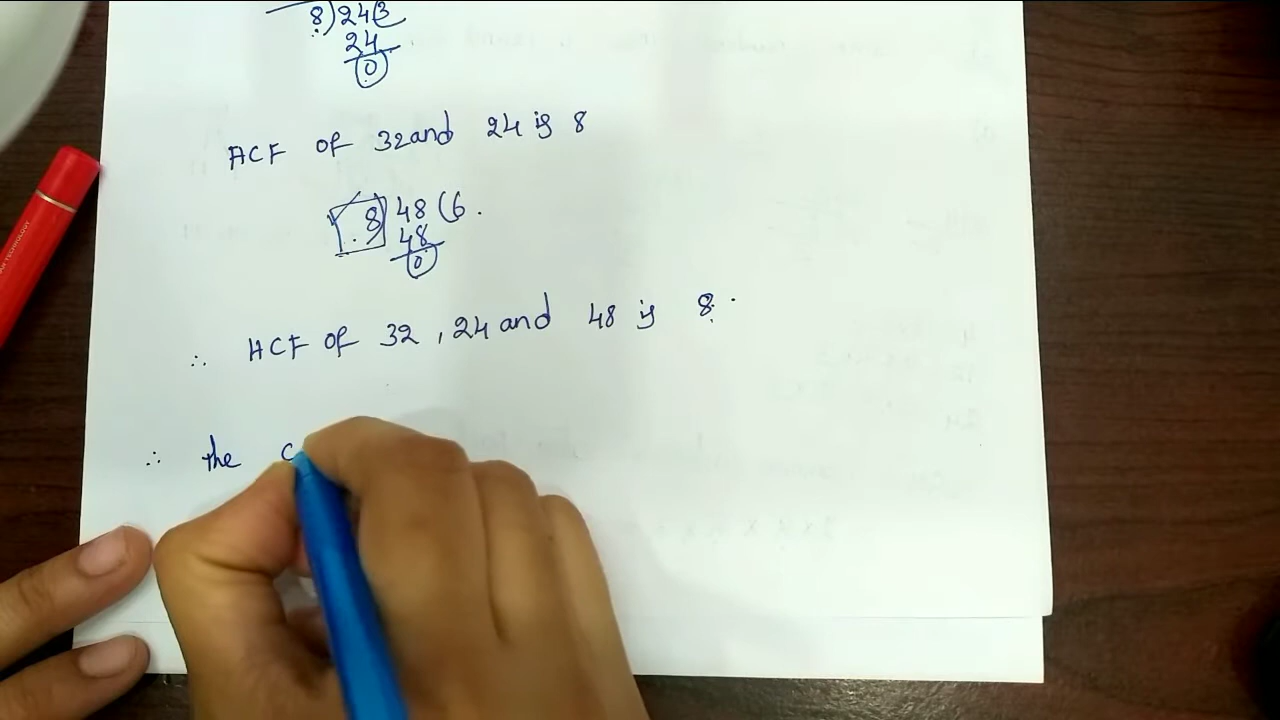 8)24(3
24
0
HCF of 32 and 24 is 8
8)48(6.
48
0
∴ HCF of 32, 24 and 48 is 8.
∴ the c